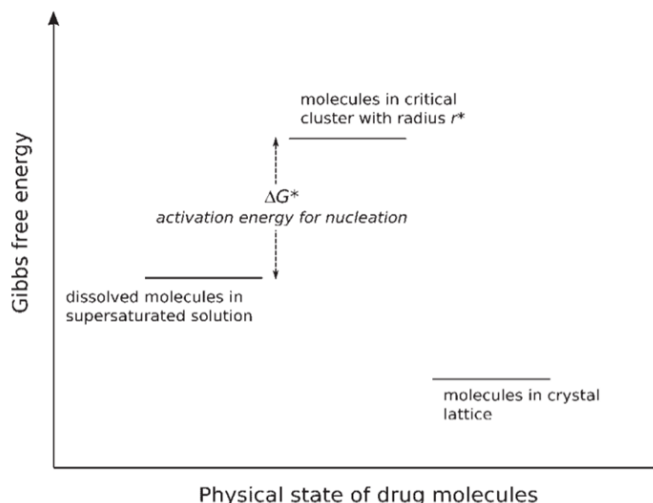 Gibbs free energy
molecules in critical
cluster with radius r*
ΔG*
activation energy for nucleation
dissolved molecules in
supersaturated solution
molecules in crystal
lattice
Physical state of drug molecules